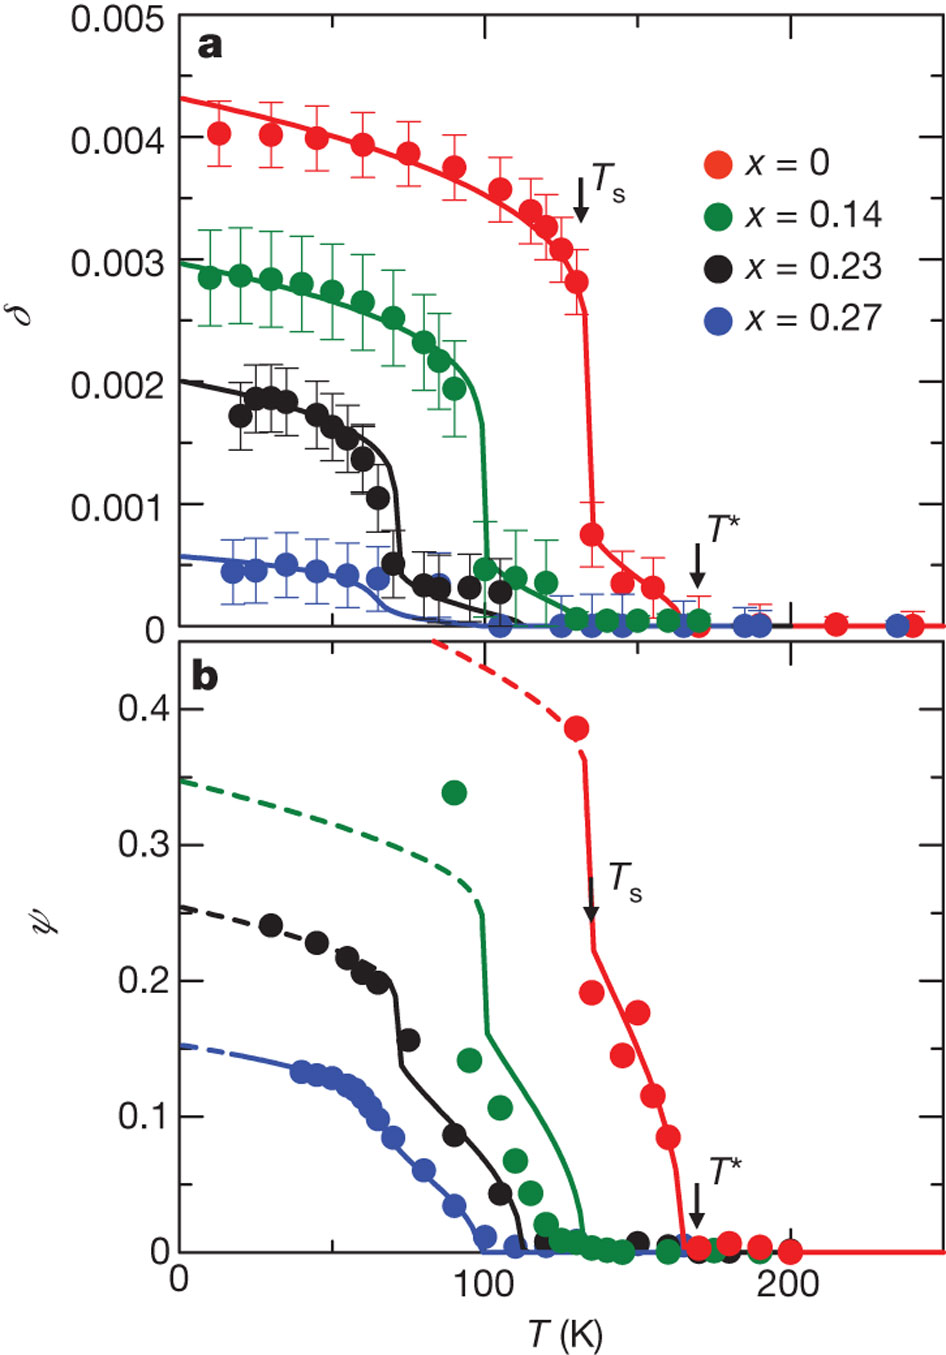 0.005
a
0.004
x = 0
T_s
x = 0.14
0.003
x = 0.23
δ
x = 0.27
0.002
0.001
T*
0
b
0.4
0.3
T_s
ψ
0.2
0.1
T*
0
0 100 200
T (K)